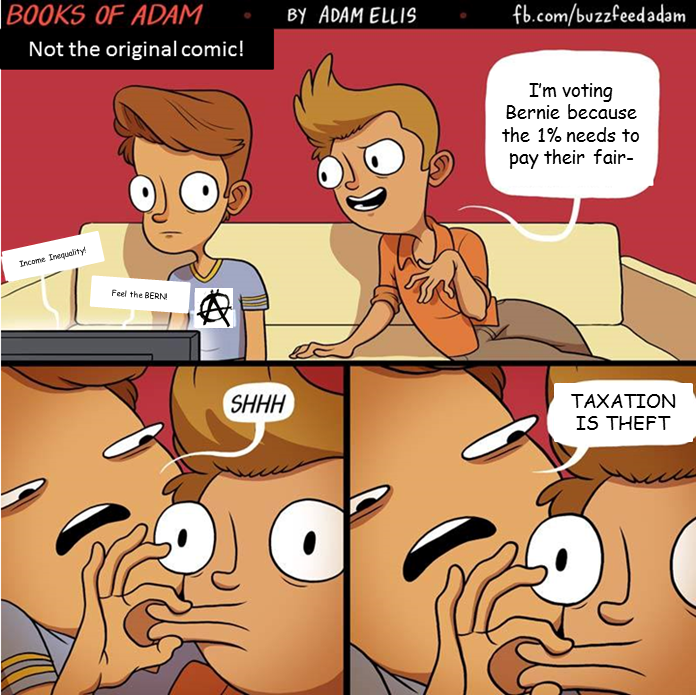 BOOKS OF ADAM • BY ADAM ELLIS • fb.com/buzzfeedadam
Not the original comic!
I'm voting
Bernie because
the 1% needs to
pay their fair-
Income Inequality!
Feel the BERN!
SHHH
TAXATION
IS THEFT